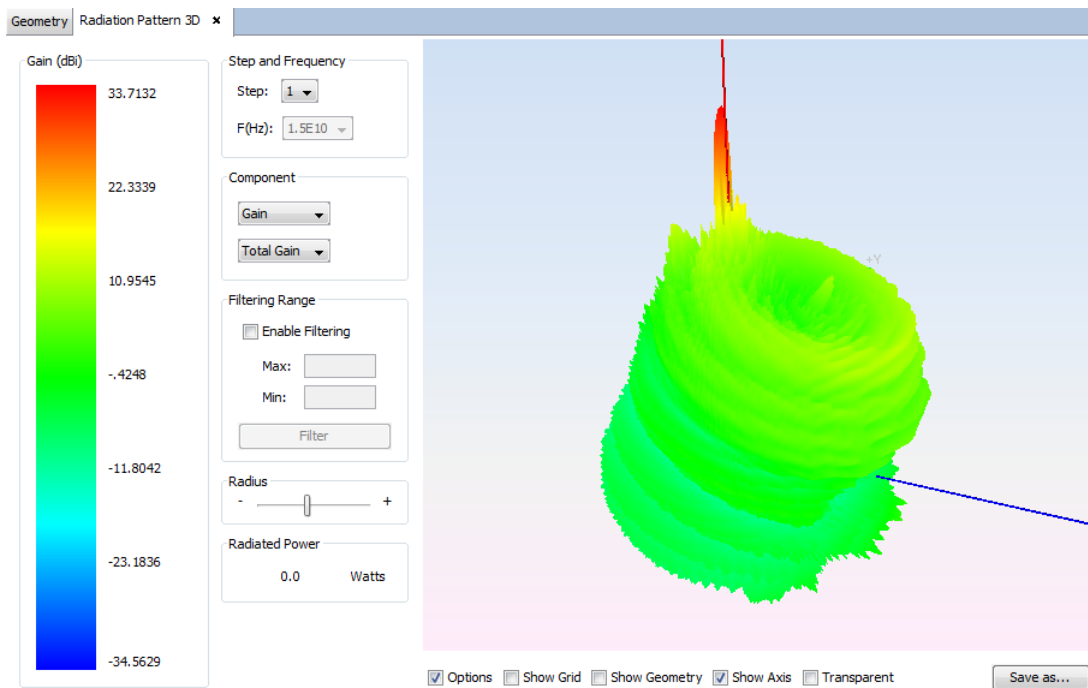 Geometry
Radiation Pattern 3D ×
Gain (dBi)
33.7132
22.3339
10.9545
-.4248
-11.8042
-23.1836
-34.5629
Step and Frequency
Step: 1
F(Hz): 1.5E10
Component
Gain
Total Gain
Filtering Range
Enable Filtering
Max:
Min:
Filter
Radius
- +
Radiated Power
0.0 Watts
+Y
Options Show Grid Show Geometry Show Axis Transparent Save as...